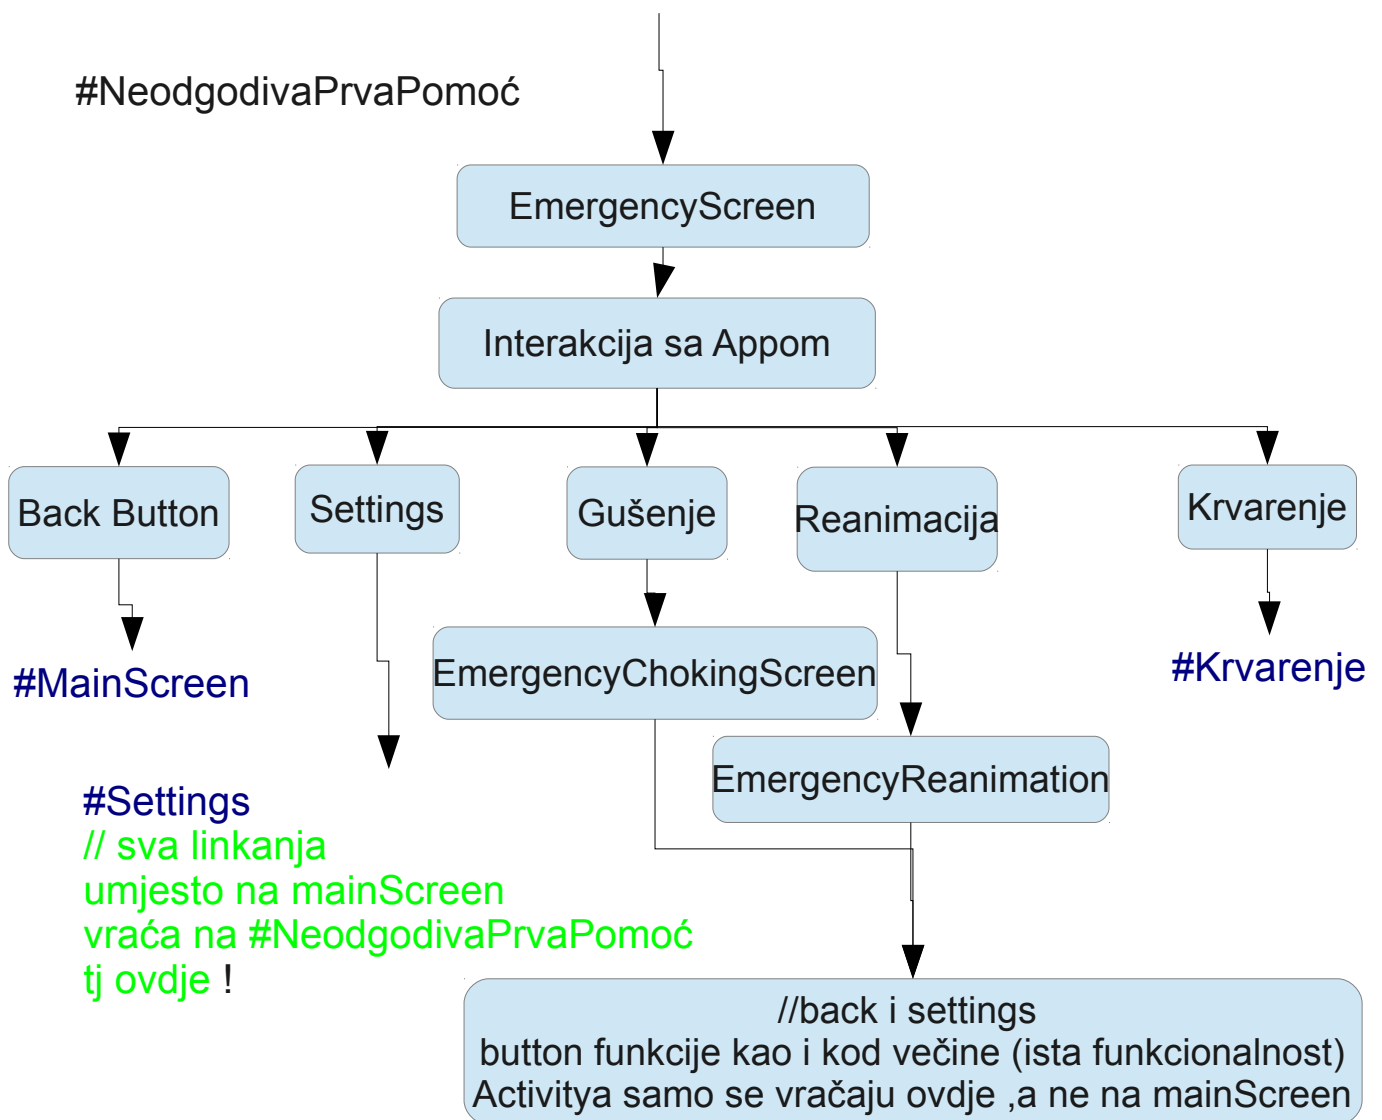 #NeodgodivaPrvaPomoć
EmergencyScreen
Interakcija sa Appom
Back Button
Settings
Gušenje
Reanimacija
Krvarenje
#MainScreen
EmergencyChokingScreen
#Krvarenje
EmergencyReanimation
#Settings
// sva linkanja
umjesto na mainScreen
vraća na #NeodgodivaPrvaPomoć
tj ovdje !
//back i settings
button funkcije kao i kod večine (ista funkcionalnost)
Activitya samo se vračaju ovdje ,a ne na mainScreen